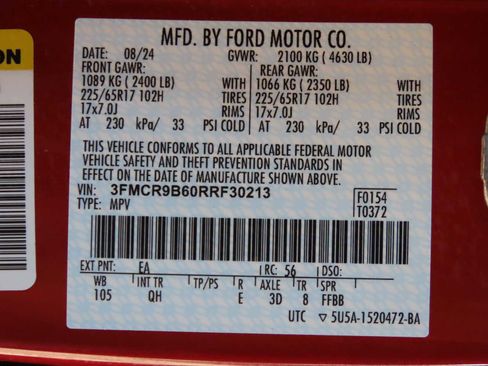 ON
MFD. BY FORD MOTOR CO.
DATE: 08/24 GVWR: 2100 KG ( 4630 LB)
FRONT GAWR: REAR GAWR:
1089 KG ( 2400 LB) WITH 1066 KG ( 2350 LB) WITH
225/65R17 102H TIRES 225/65R17 102H TIRES
17x7.0J RIMS 17x7.0J RIMS
AT 230 kPa/ 33 PSI COLD AT 230 kPa/ 33 PSI COLD
THIS VEHICLE CONFORMS TO ALL APPLICABLE FEDERAL MOTOR
VEHICLE SAFETY AND THEFT PREVENTION STANDARDS IN
EFFECT ON THE DATE OF MANUFACTURE SHOWN ABOVE.
VIN: 3FMCR9B60RRF30213 F0154
TYPE: MPV T0372
EXT PNT: EA RC: 56 DSO:
WB INT TR TP/PS R AXLE TR SPR
105 QH E 3D 8 FFBB
UTC ▽ 5U5A-1520472-BA